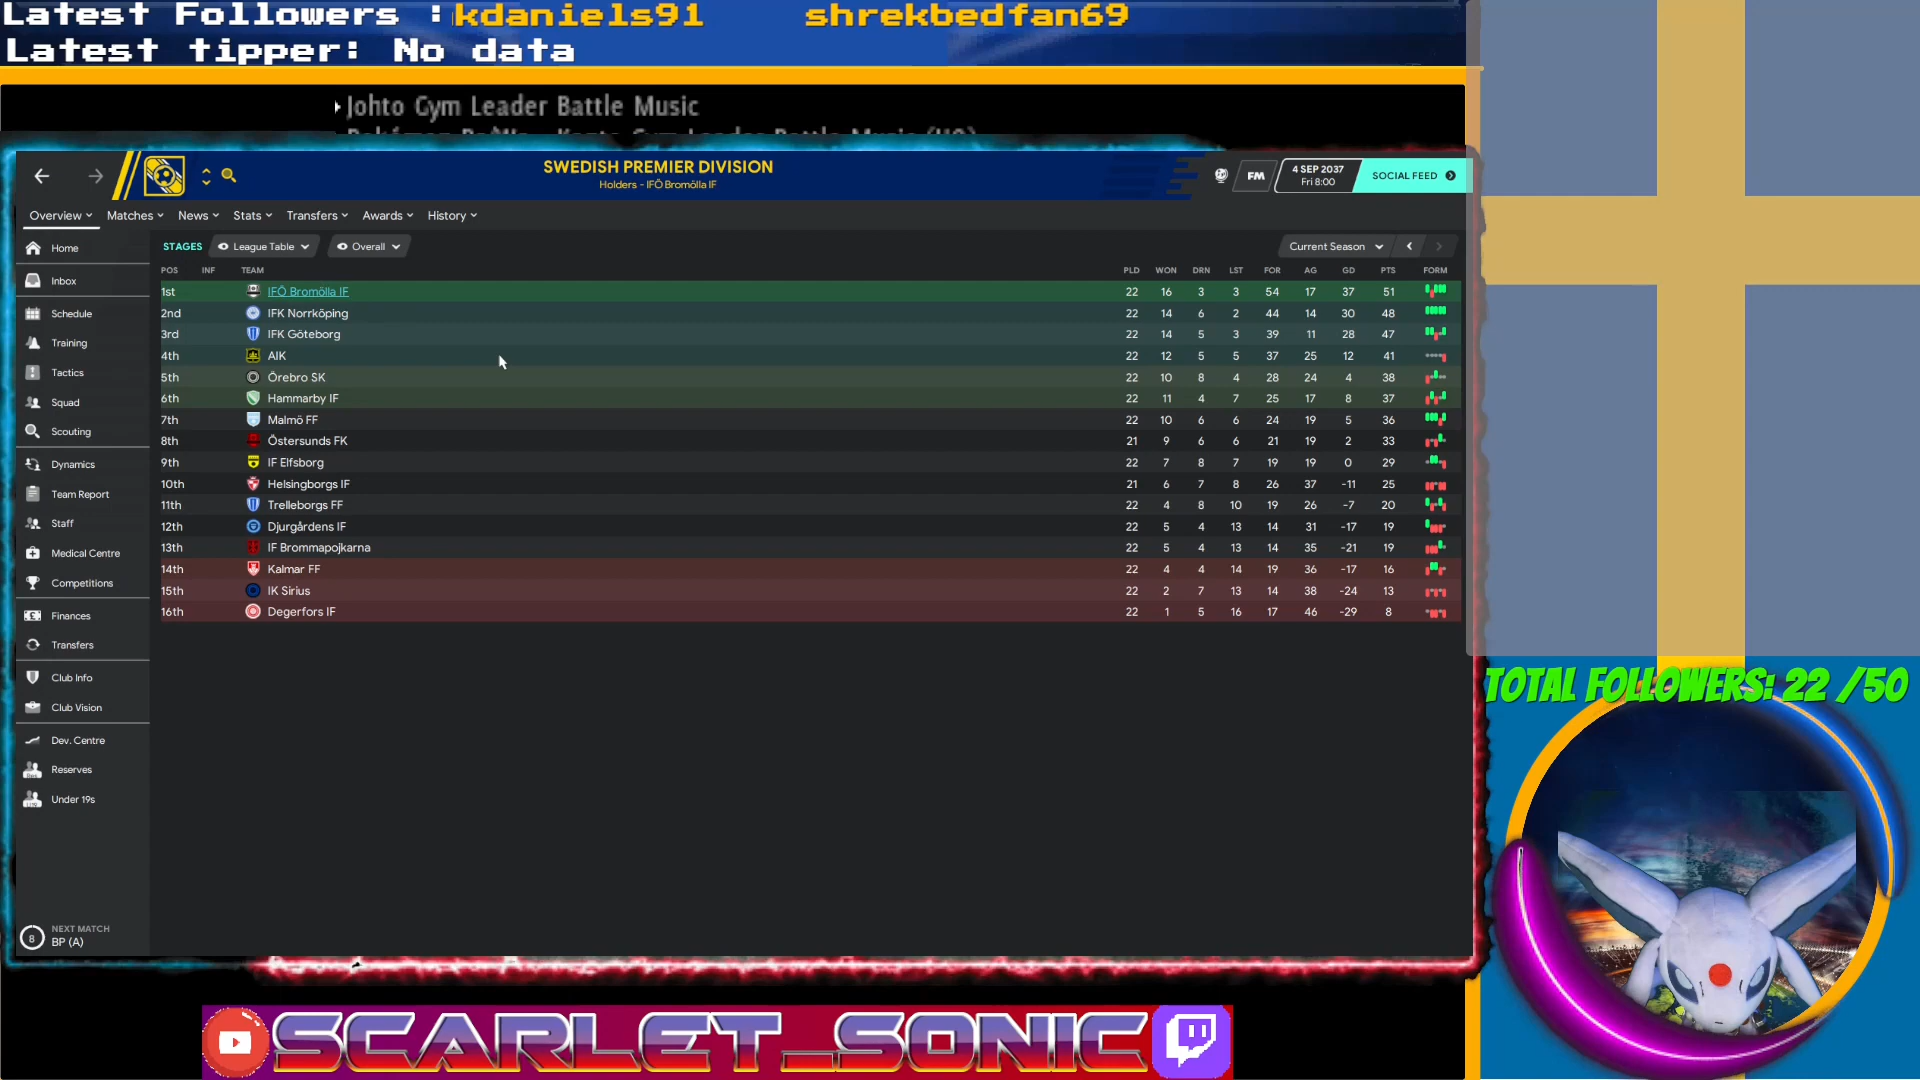 Latest Followers : kdaniels91 shrekbedfan69
Latest tipper: No data
Johto Gym Leader Battle Music
SWEDISH PREMIER DIVISION
Holders - IFÖ Bromölla IF
FM
4 SEP 2037
Fri 8:00
SOCIAL FEED
Overview Matches News Stats Transfers Awards History
STAGES League Table Overall Current Season
POS INF TEAM PLD WON DRN LST FOR AG GD PTS FORM
1st IFÖ Bromölla IF 22 16 3 3 54 17 37 51
2nd IFK Norrköping 22 14 6 2 44 14 30 48
3rd IFK Göteborg 22 14 5 3 39 11 28 47
4th AIK 22 12 5 5 37 25 12 41
5th Örebro SK 22 10 8 4 28 24 4 38
6th Hammarby IF 22 11 4 7 25 17 8 37
7th Malmö FF 22 10 6 6 24 19 5 36
8th Östersunds FK 21 9 6 6 21 19 2 33
9th IF Elfsborg 22 7 8 7 19 19 0 29
10th Helsingborgs IF 21 6 7 8 26 37 -11 25
11th Trelleborgs FF 22 4 8 10 19 26 -7 20
12th Djurgårdens IF 22 5 4 13 14 31 -17 19
13th IF Brommapojkarna 22 5 4 13 14 35 -21 19
14th Kalmar FF 22 4 4 14 19 36 -17 16
15th IK Sirius 22 2 7 13 14 38 -24 13
16th Degerfors IF 22 1 5 16 17 46 -29 8
Home
Inbox
Schedule
Training
Tactics
Squad
Scouting
Dynamics
Team Report
Staff
Medical Centre
Competitions
Finances
Transfers
Club Info
Club Vision
Dev. Centre
Reserves
Under 19s
8 NEXT MATCH
BP (A)
TOTAL FOLLOWERS: 22 /50
SCARLET_SONIC